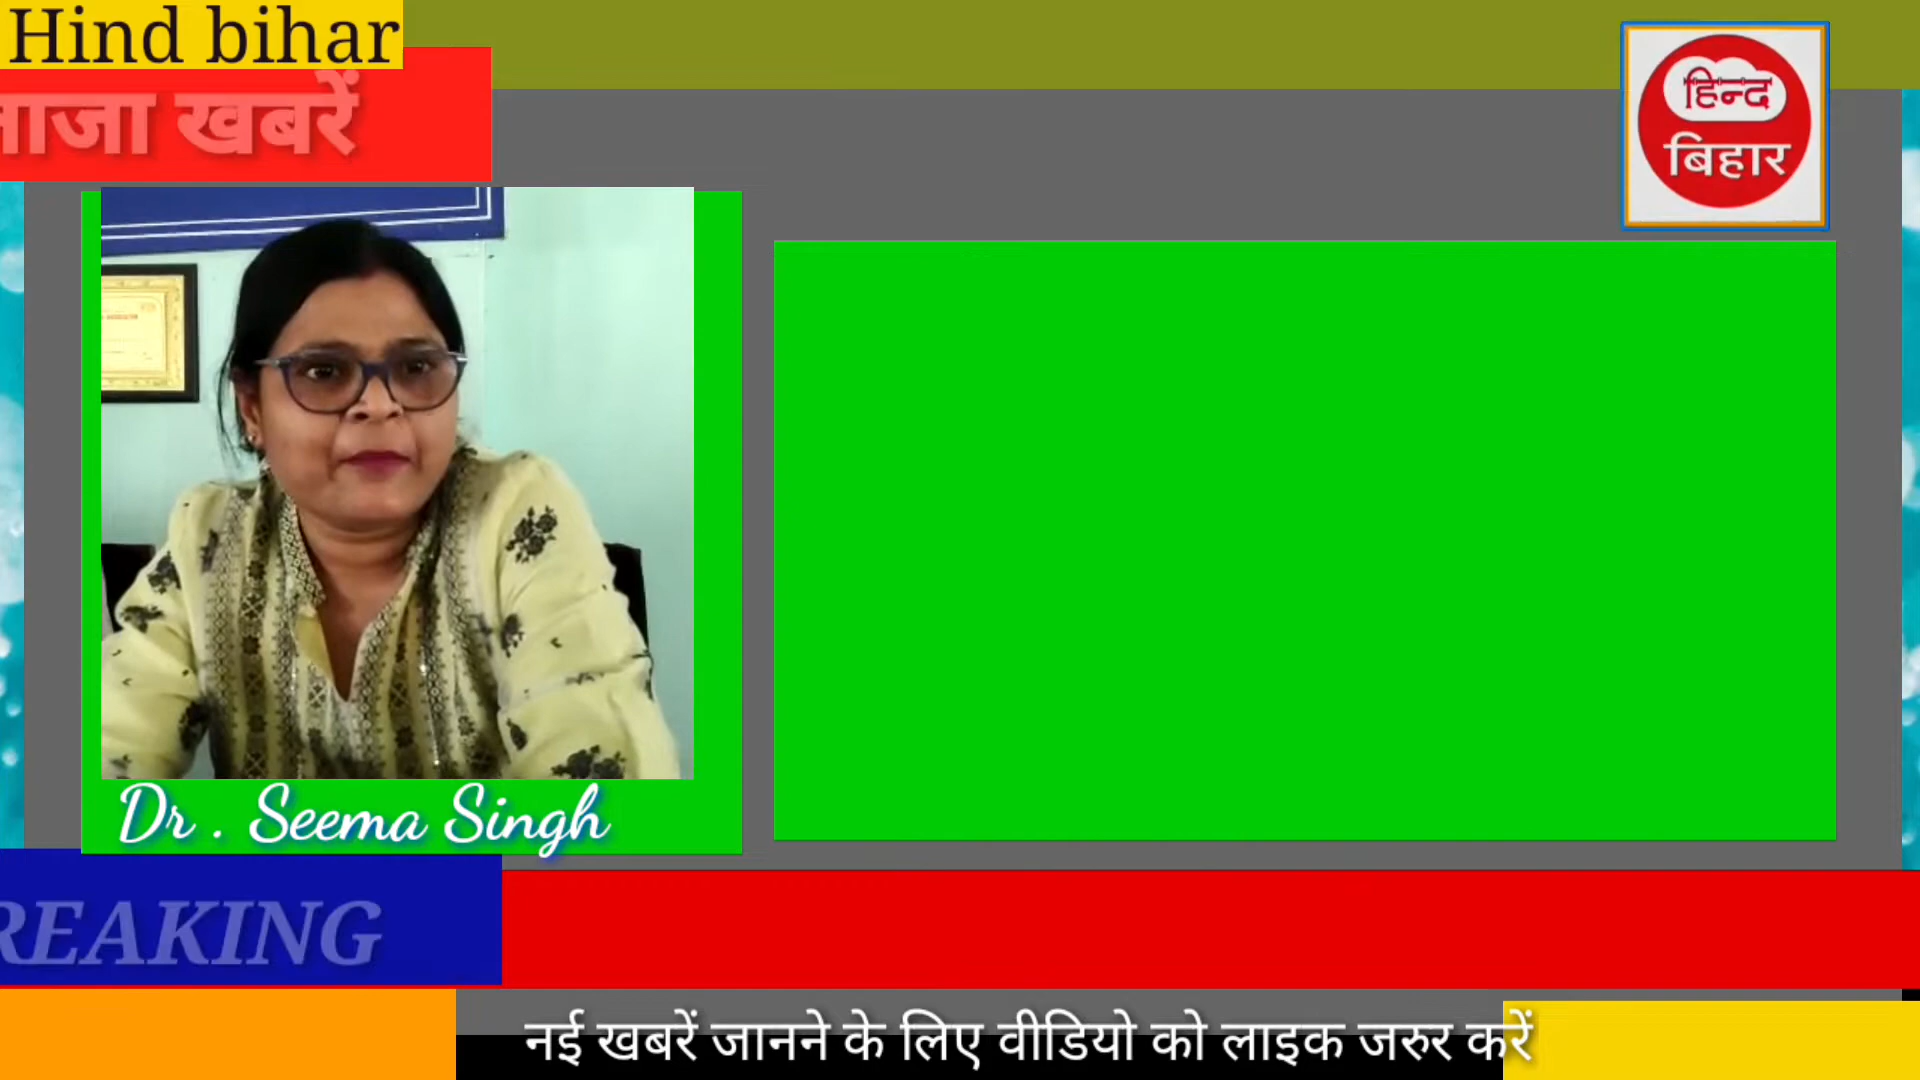 Hind bihar
ताजा खबरें
हिन्द
बिहार
Dr . Seema Singh
REAKING
नई खबरें जानने के लिए वीडियो को लाइक जरुर करें